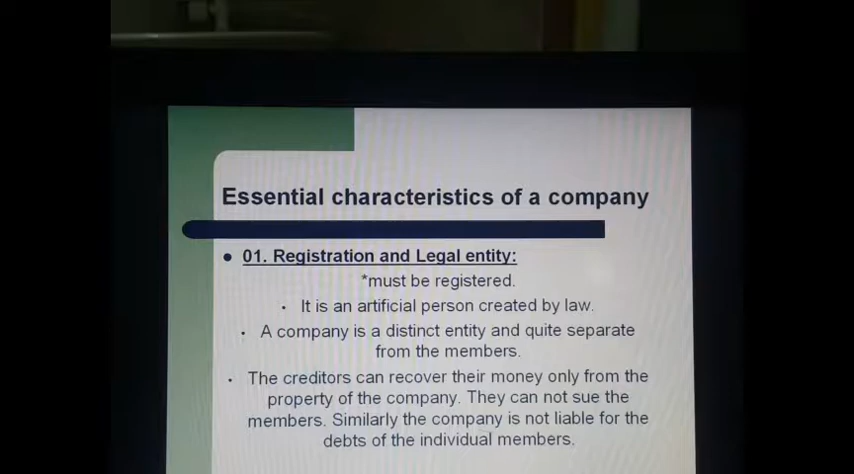 Essential characteristics of a company
● 01. Registration and Legal entity:
*must be registered.
• It is an artificial person created by law.
• A company is a distinct entity and quite separate
from the members.
• The creditors can recover their money only from the
property of the company. They can not sue the
members. Similarly the company is not liable for the
debts of the individual members.